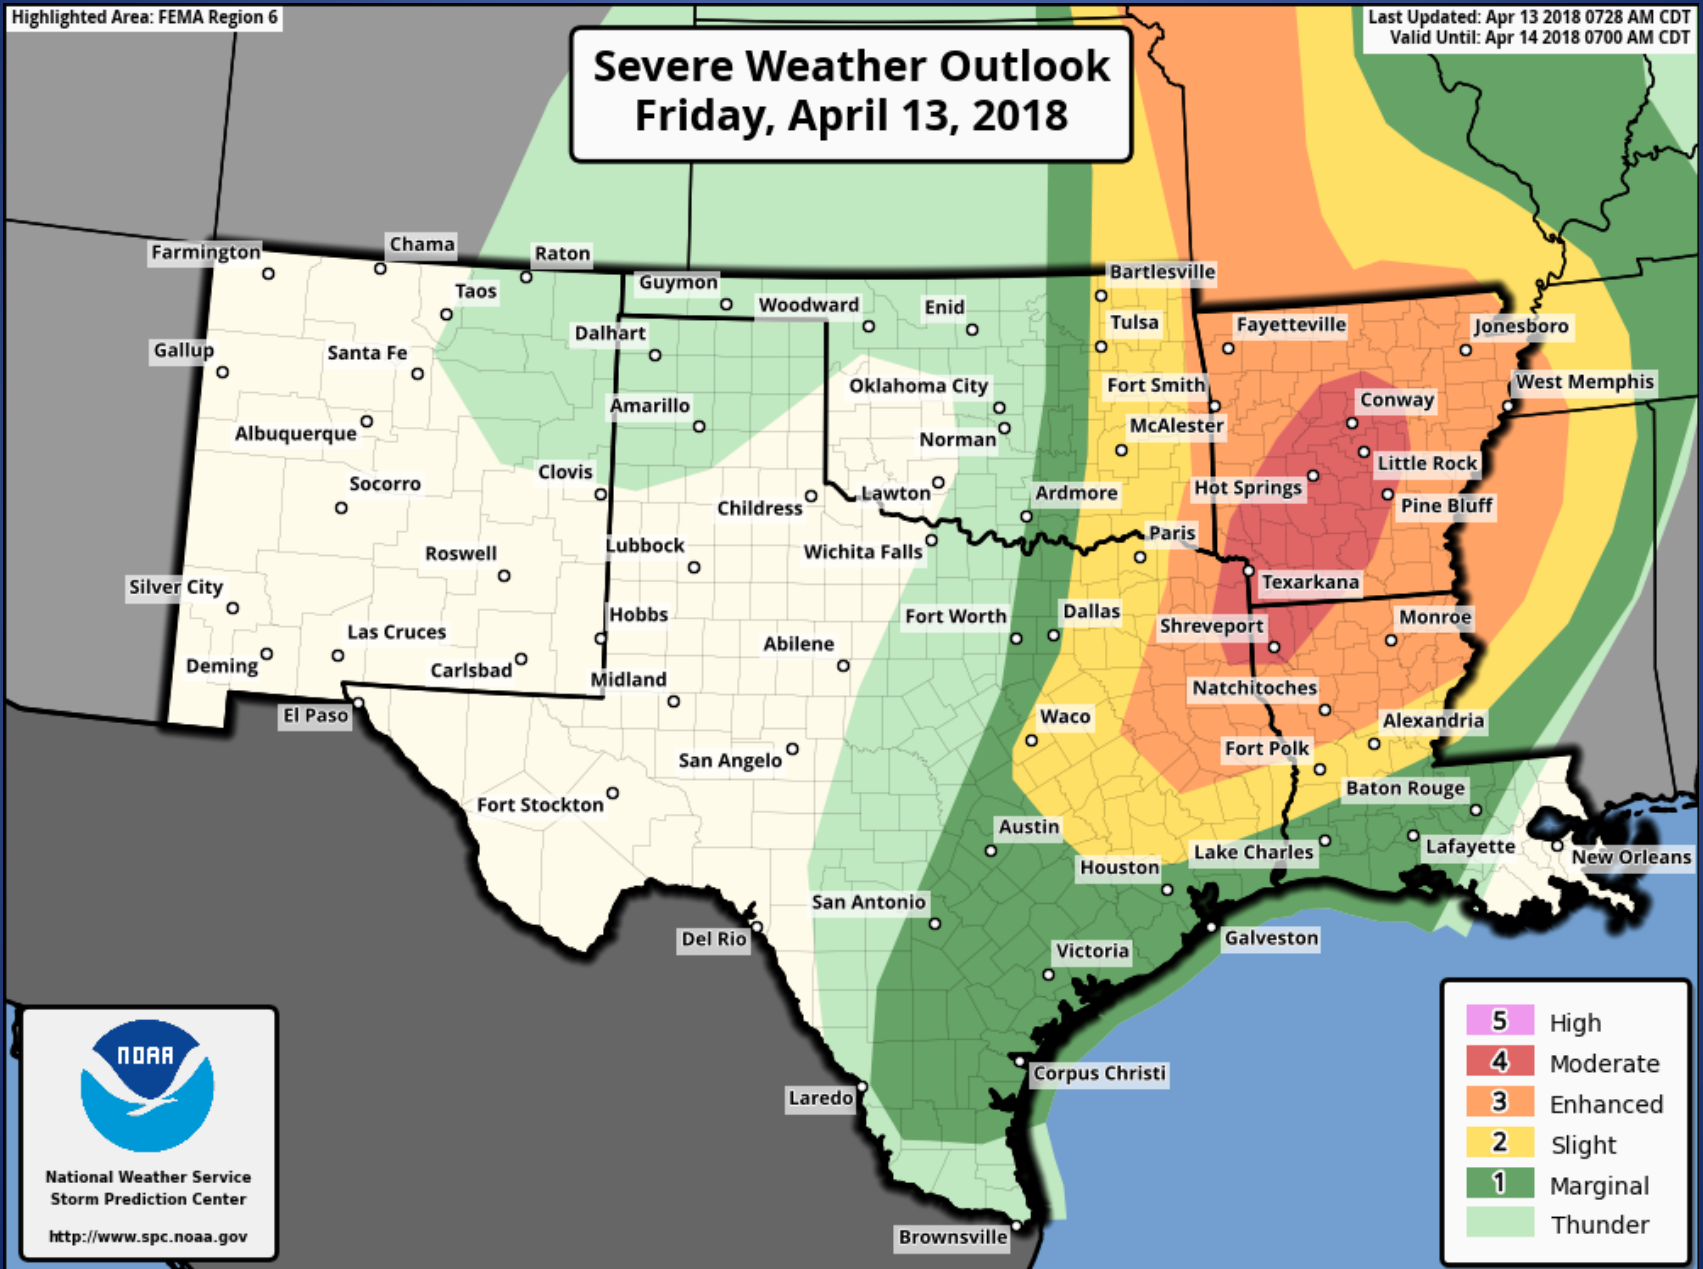 Highlighted Area: FEMA Region 6
Last Updated: Apr 13 2018 0728 AM CDT
Valid Until: Apr 14 2018 0700 AM CDT
Severe Weather Outlook
Friday, April 13, 2018
Farmington
Chama
Raton
Taos
Guymon
Woodward
Enid
Bartlesville
Tulsa
Fayetteville
Jonesboro
Gallup
Santa Fe
Dalhart
Oklahoma City
Fort Smith
West Memphis
Conway
Amarillo
Albuquerque
Norman
McAlester
Little Rock
Clovis
Socorro
Childress
Lawton
Ardmore
Hot Springs
Pine Bluff
Roswell
Lubbock
Wichita Falls
Paris
Texarkana
Silver City
Hobbs
Fort Worth
Dallas
Shreveport
Monroe
Las Cruces
Abilene
Deming
Carlsbad
Midland
Natchitoches
El Paso
Waco
Alexandria
San Angelo
Fort Polk
Fort Stockton
Baton Rouge
Austin
Lake Charles
Lafayette
New Orleans
Houston
San Antonio
Del Rio
Galveston
Victoria
Corpus Christi
Laredo
Brownsville
NOAA
National Weather Service
Storm Prediction Center
http://www.spc.noaa.gov
5 High
4 Moderate
3 Enhanced
2 Slight
1 Marginal
Thunder